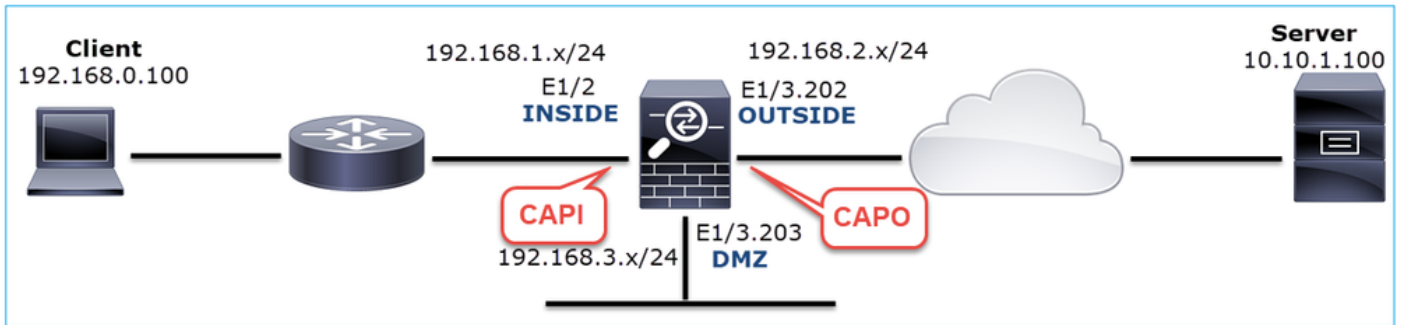 Client
192.168.0.100
192.168.1.x/24
E1/2
INSIDE
192.168.2.x/24
E1/3.202
OUTSIDE
Server
10.10.1.100
CAPI
CAPO
E1/3.203
192.168.3.x/24
DMZ